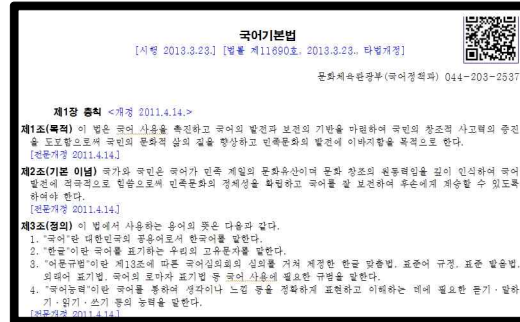 국어기본법
[시행 2013.3.23.] [법률 제11690호, 2013.3.23., 타법개정]
문화체육관광부(국어정책과) 044-203-2537
제1장 총칙 <개정 2011.4.14.>
제1조(목적) 이 법은 국어 사용을 촉진하고 국어의 발전과 보전의 기반을 마련하여 국민의 창조적 사고력의 증진
을 도모함으로써 국민의 문화적 삶의 질을 향상하고 민족문화의 발전에 이바지함을 목적으로 한다.
[전문개정 2011.4.14.]
제2조(기본 이념) 국가와 국민은 국어가 민족 제일의 문화유산이며 문화 창조의 원동력임을 깊이 인식하여 국어
발전에 적극적으로 힘씀으로써 민족문화의 정체성을 확립하고 국어를 잘 보전하여 후손에게 계승할 수 있도록
하여야 한다.
[전문개정 2011.4.14.]
제3조(정의) 이 법에서 사용하는 용어의 뜻은 다음과 같다.
1. "국어"란 대한민국의 공용어로서 한국어를 말한다.
2. "한글"이란 국어를 표기하는 우리의 고유문자를 말한다.
3. "어문규범"이란 제13조에 따른 국어심의회의 심의를 거쳐 제정한 한글 맞춤법, 표준어 규정, 표준 발음법,
외래어 표기법, 국어의 로마자 표기법 등 국어 사용에 필요한 규범을 말한다.
4. "국어능력"이란 국어를 통하여 생각이나 느낌 등을 정확하게 표현하고 이해하는 데에 필요한 듣기·말하
기·읽기·쓰기 등의 능력을 말한다.
[전문개정 2011.4.14.]